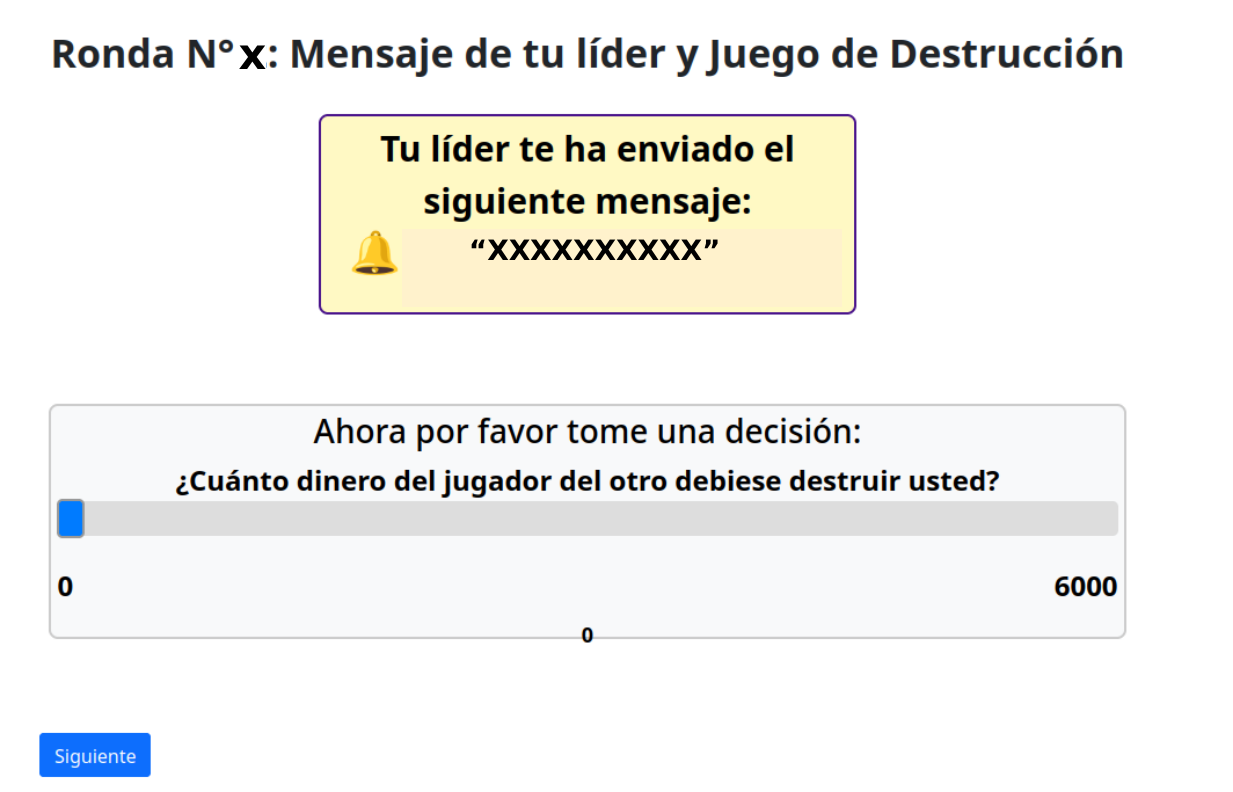 Ronda N° x: Mensaje de tu líder y Juego de Destrucción
Tu líder te ha enviado el
siguiente mensaje:
“XXXXXXXXXX”
Ahora por favor tome una decisión:
¿Cuánto dinero del jugador del otro debiese destruir usted?
0 6000
0
Siguiente